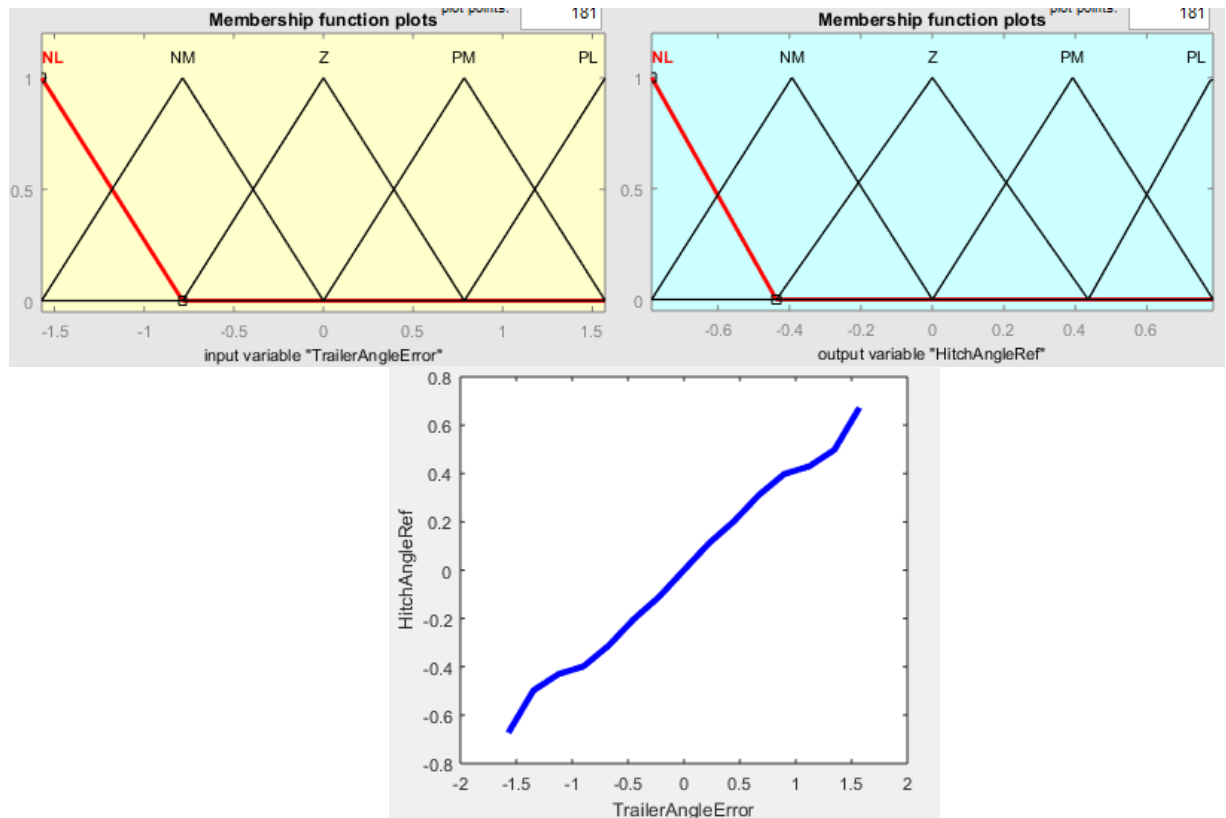 Membership function plots
plot points:
181
NL NM Z PM PL
1
0.5
0
-1.5 -1 -0.5 0 0.5 1 1.5
input variable "TrailerAngleError"
Membership function plots
plot points:
181
NL NM Z PM PL
1
0.5
0
-0.6 -0.4 -0.2 0 0.2 0.4 0.6
output variable "HitchAngleRef"
0.8
0.6
0.4
0.2
0
-0.2
-0.4
-0.6
-0.8
HitchAngleRef
-2 -1.5 -1 -0.5 0 0.5 1 1.5 2
TrailerAngleError